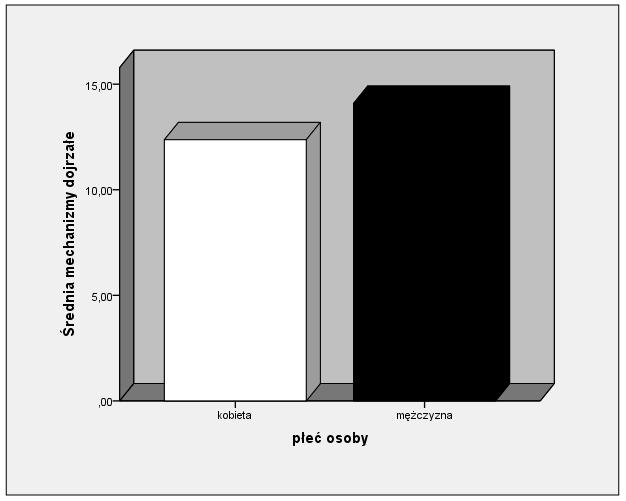 Średnia mechanizmy dojrzałe
15,00
10,00
5,00
,00
kobieta
mężczyzna
płeć osoby